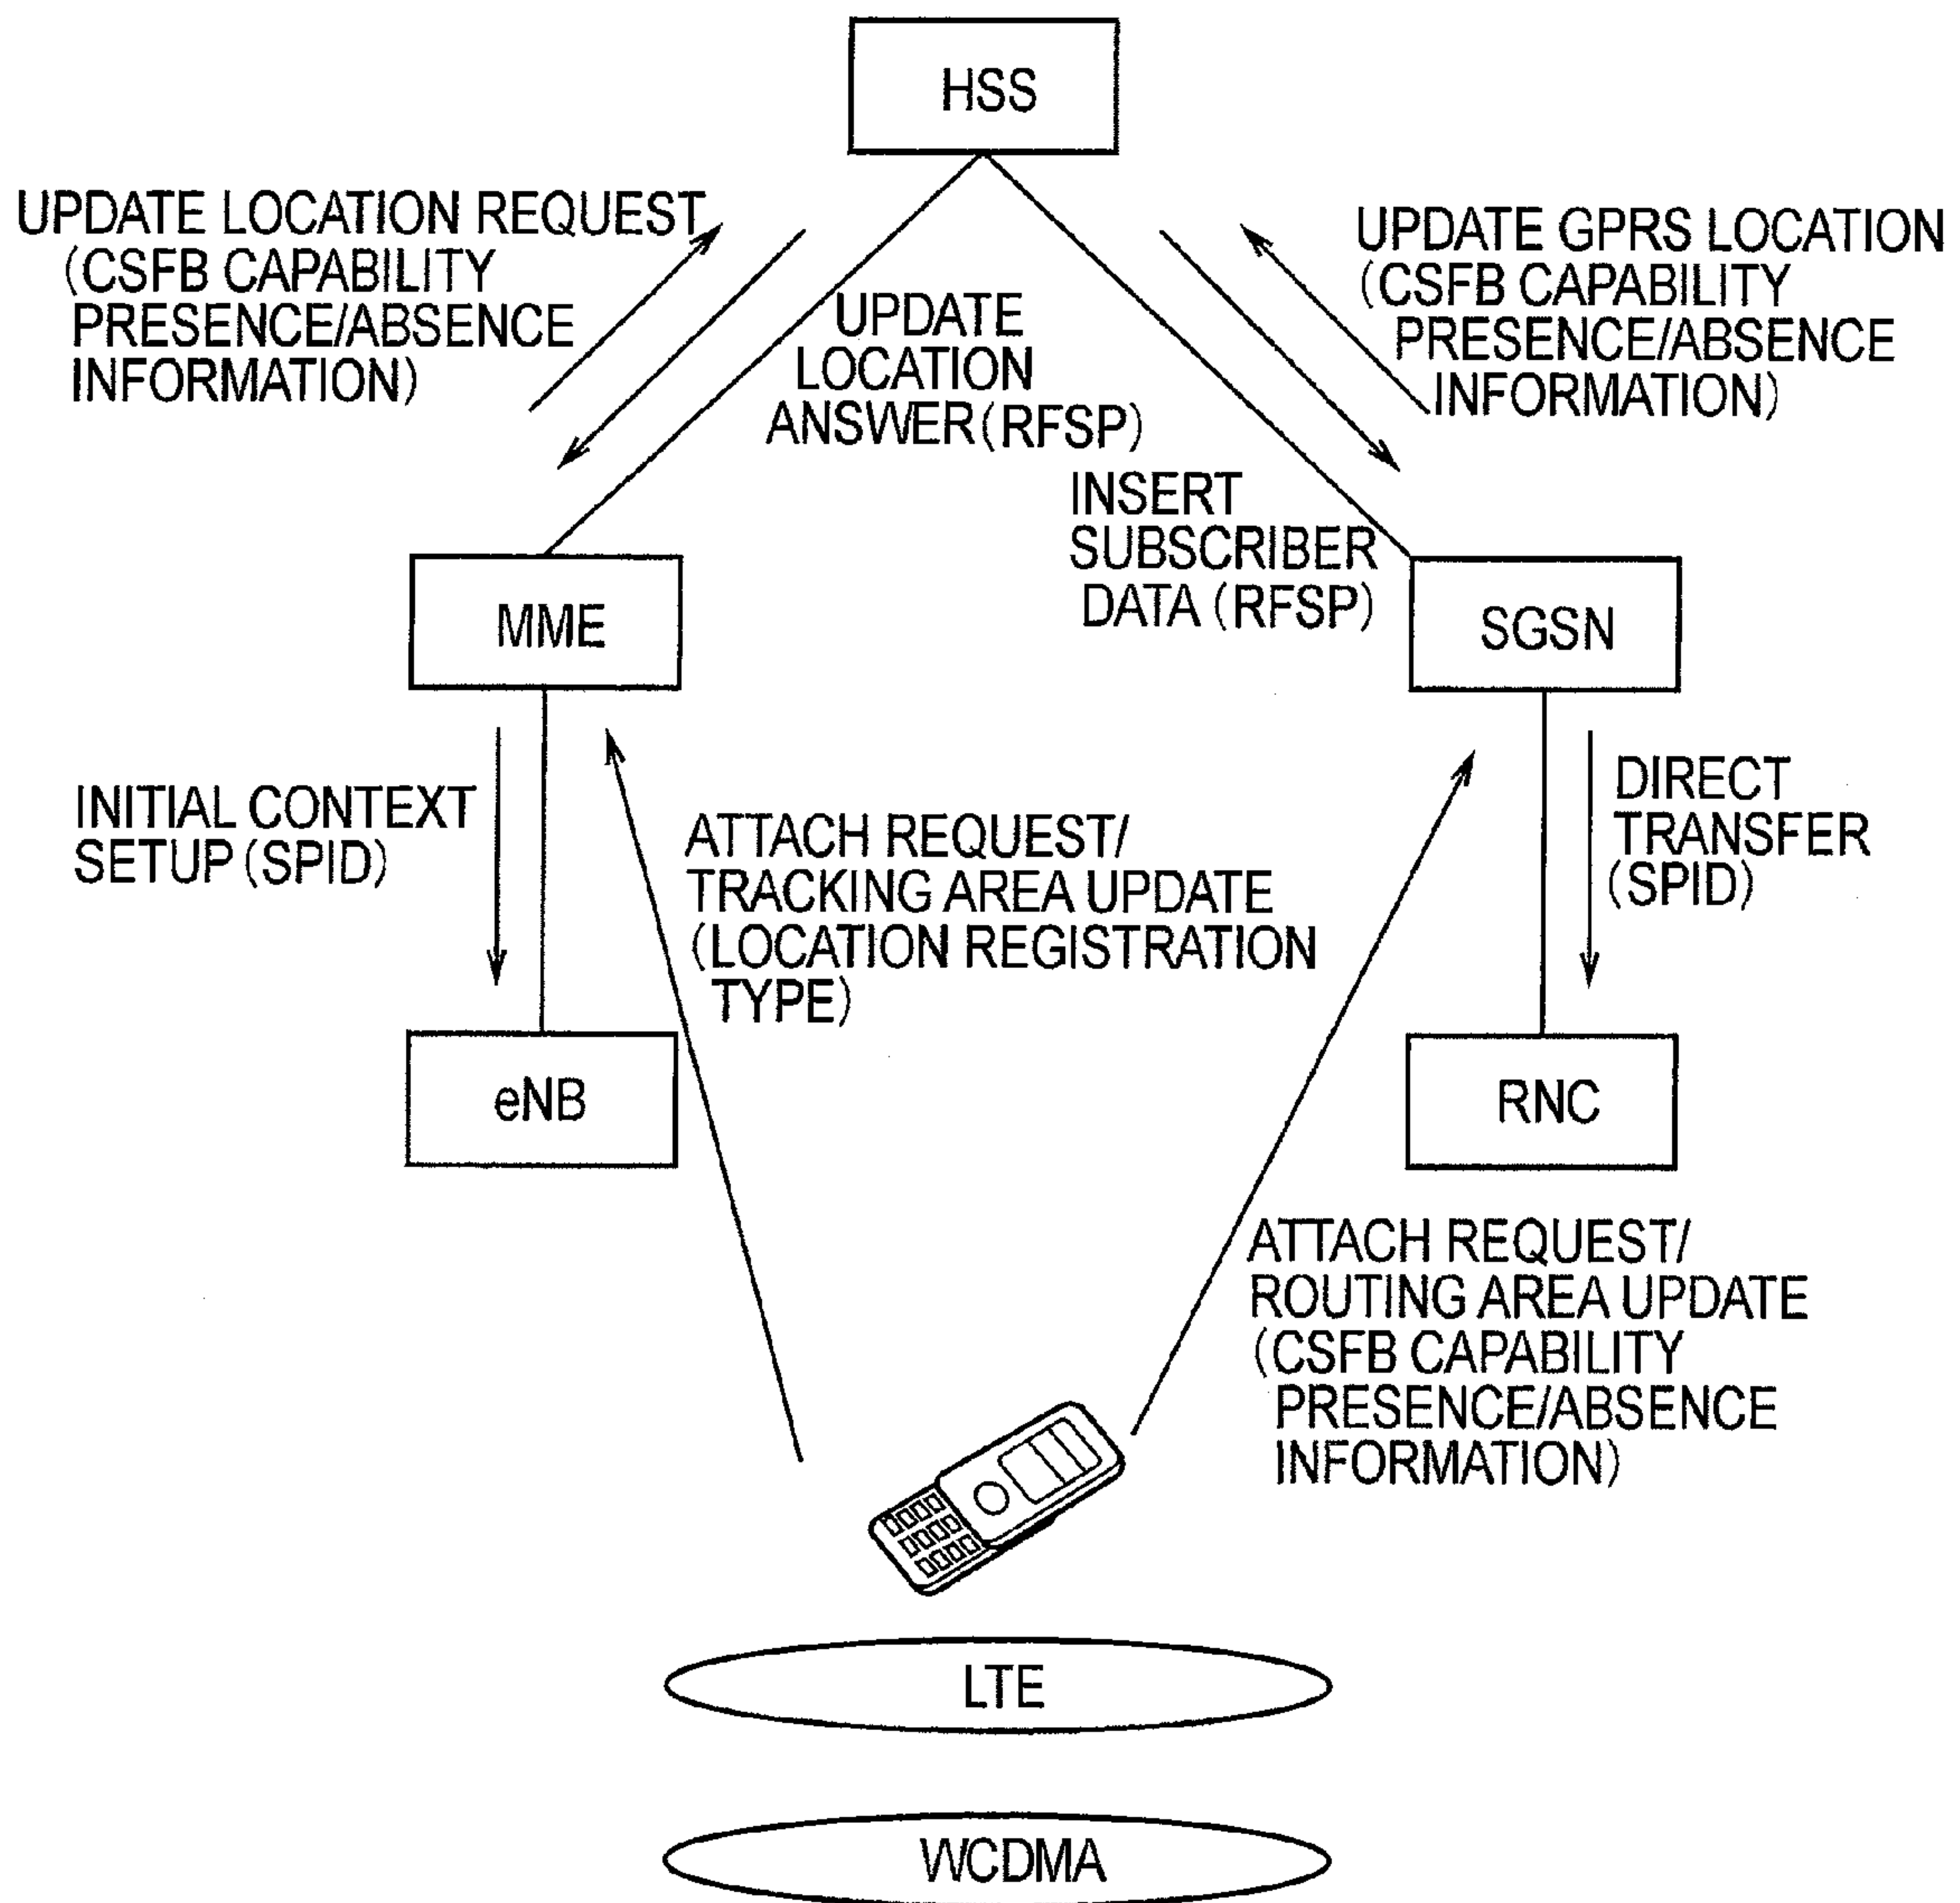 HSS
UPDATE LOCATION REQUEST
(CSFB CAPABILITY
PRESENCE/ABSENCE
INFORMATION)
UPDATE
LOCATION
ANSWER(RFSP)
UPDATE GPRS LOCATION
(CSFB CAPABILITY
PRESENCE/ABSENCE
INFORMATION)
INSERT
SUBSCRIBER
DATA (RFSP)
MME
SGSN
INITIAL CONTEXT
SETUP (SPID)
ATTACH REQUEST/
TRACKING AREA UPDATE
(LOCATION REGISTRATION
TYPE)
DIRECT
TRANSFER
(SPID)
eNB
RNC
ATTACH REQUEST/
ROUTING AREA UPDATE
(CSFB CAPABILITY
PRESENCE/ABSENCE
INFORMATION)
LTE
WCDMA